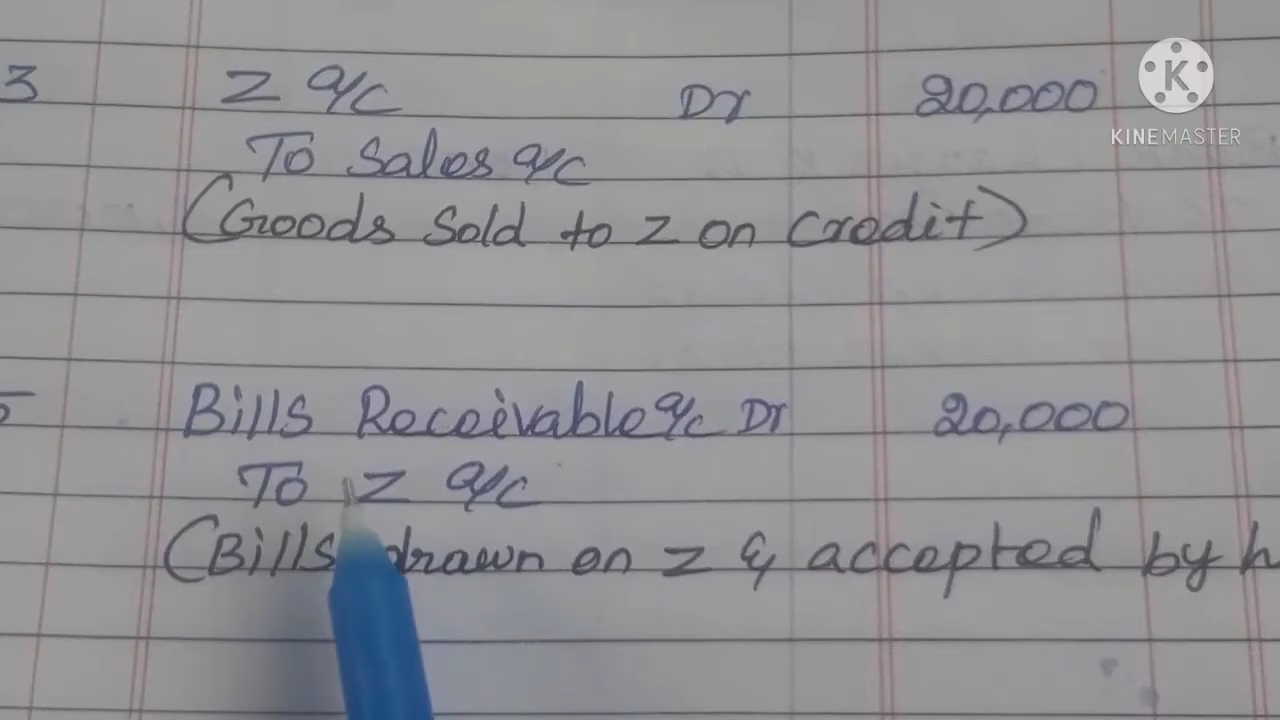 3 Z a/c Dr 20,000
To Sales a/c
(Goods Sold to Z on Credit)
Bills Receivable a/c Dr 20,000
To Z a/c
(Bills drawn on Z & accepted by h
KINEMASTER